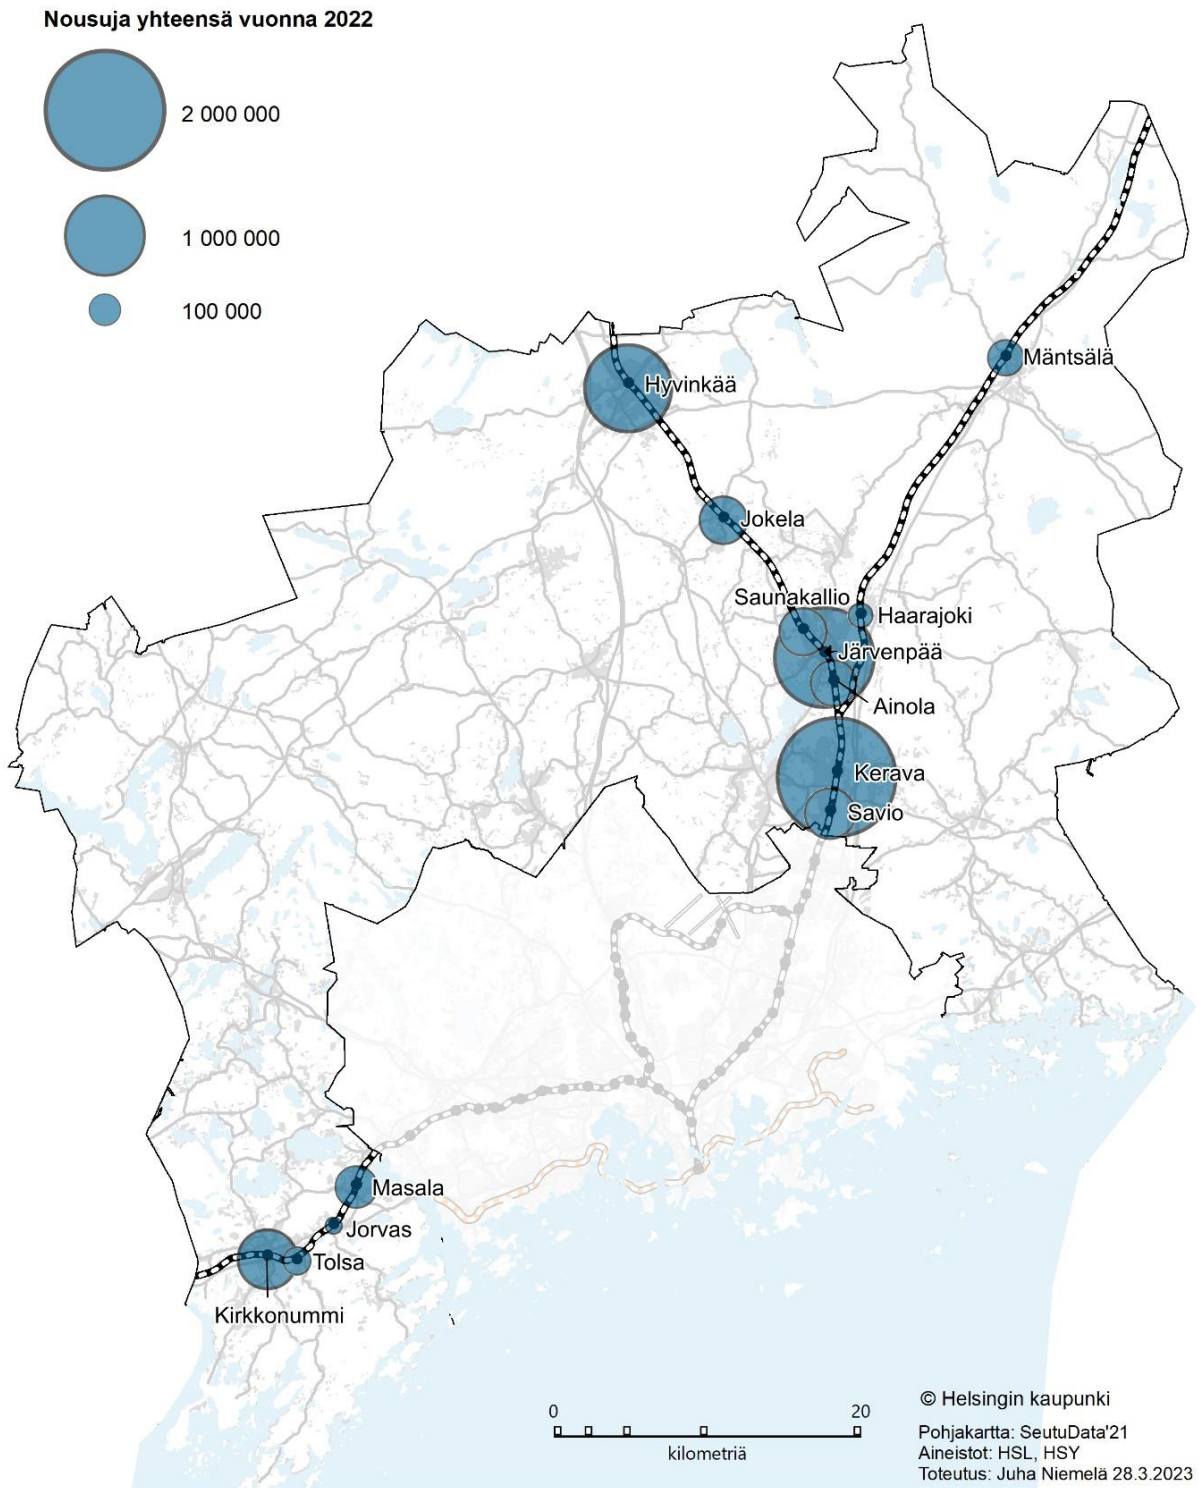 Nousuja yhteensä vuonna 2022
2 000 000
1 000 000
100 000
Mäntsälä
Hyvinkää
Jokela
Saunakallio
Haarajoki
Järvenpää
Ainola
Kerava
Savio
Masala
Jorvas
Tolsa
Kirkkonummi
0 20
kilometriä
© Helsingin kaupunki
Pohjakartta: SeutuData'21
Aineistot: HSL, HSY
Toteutus: Juha Niemelä 28.3.2023